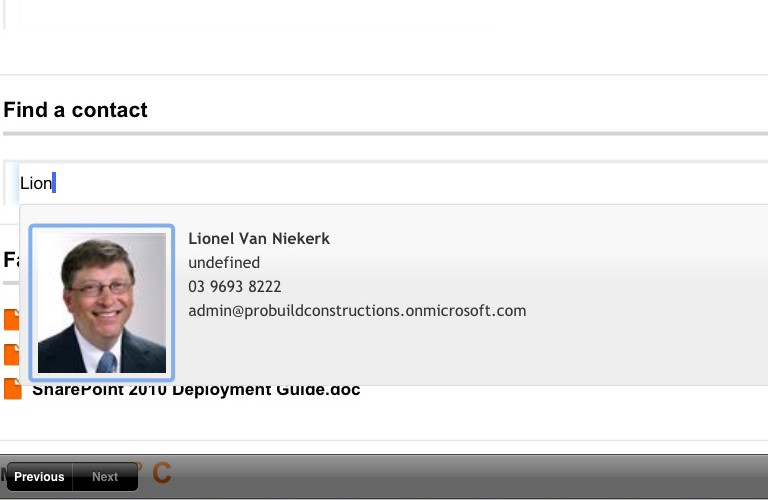 Find a contact
Lion
Lionel Van Niekerk
undefined
03 9693 8222
admin@probuildconstructions.onmicrosoft.com
Fa
SharePoint 2010 Deployment Guide.doc
° C
Previous
Next